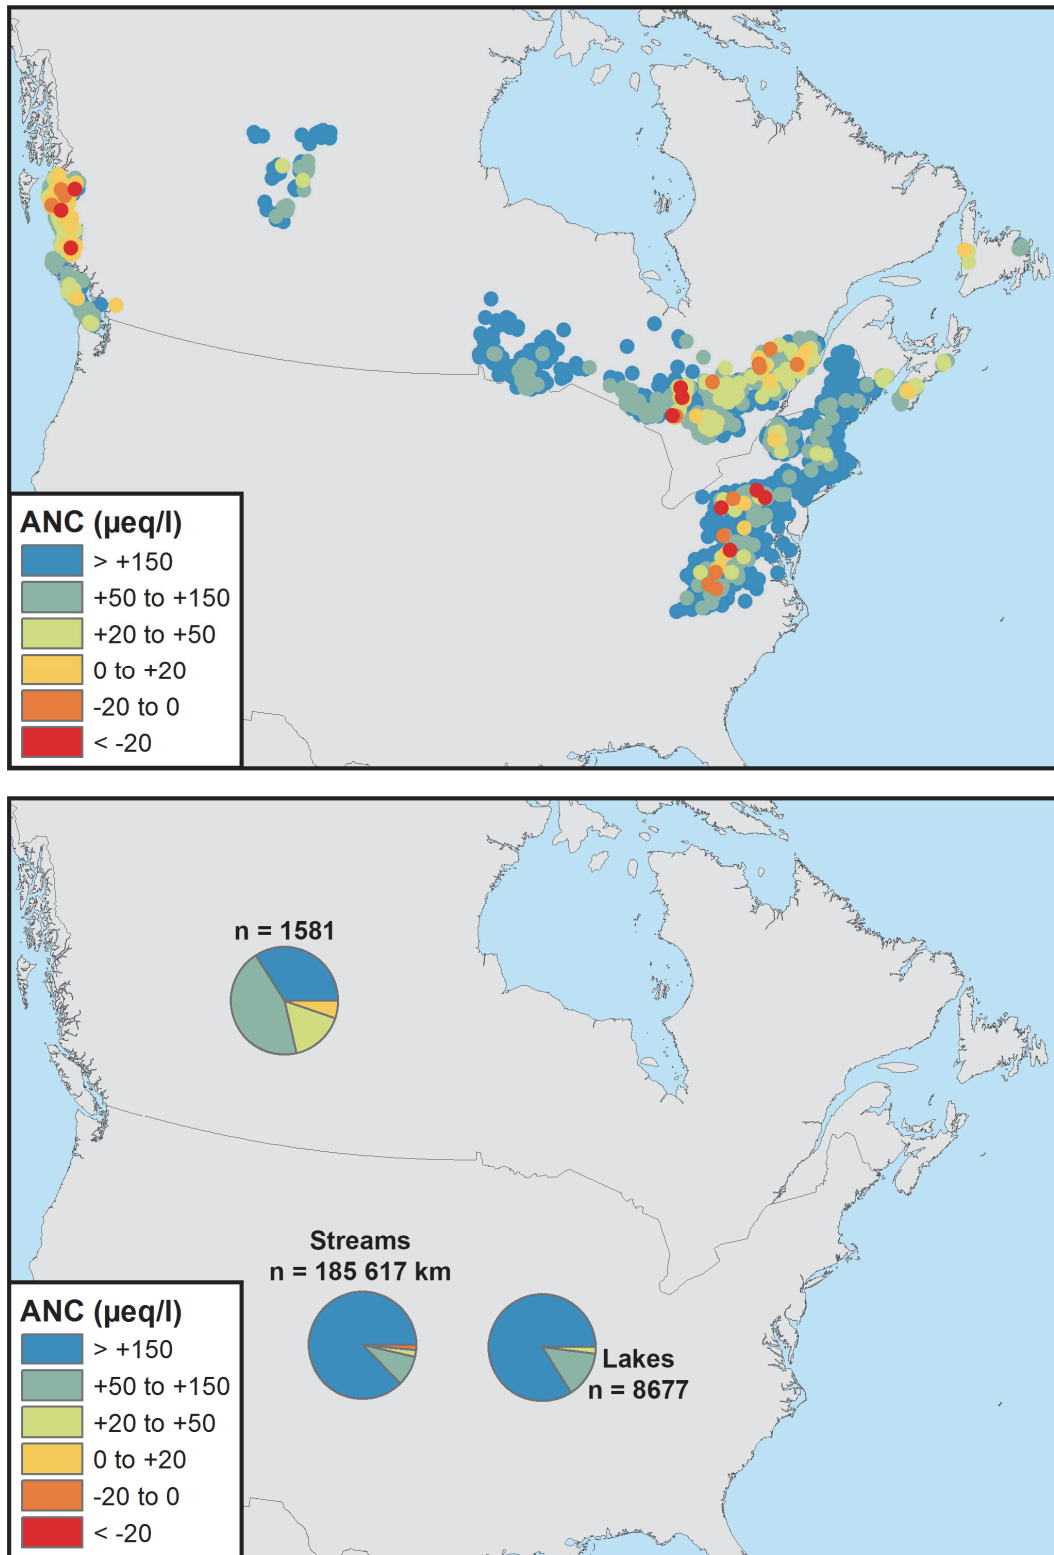 ANC (µeq/l)
> +150
+50 to +150
+20 to +50
0 to +20
-20 to 0
< -20
n = 1581
Streams
n = 185 617 km
Lakes
n = 8677
ANC (µeq/l)
> +150
+50 to +150
+20 to +50
0 to +20
-20 to 0
< -20